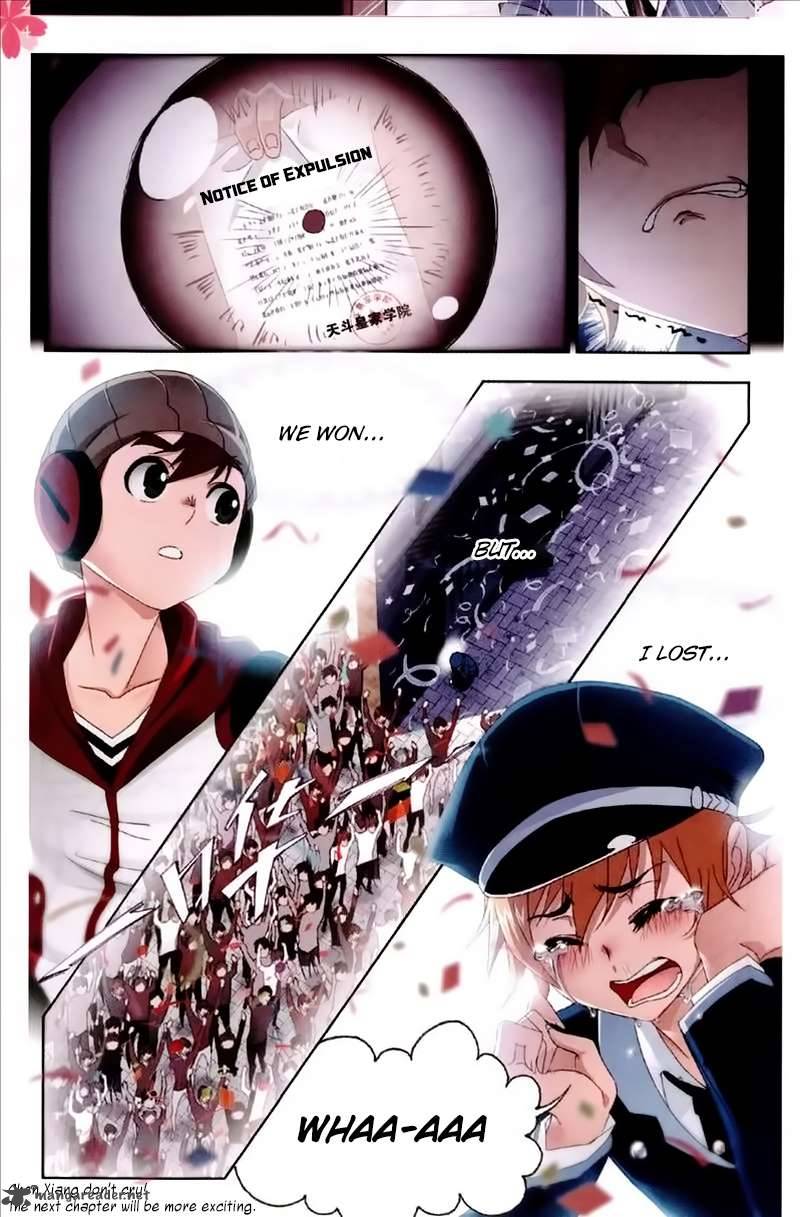 NOTICE OF EXPULSION
天斗皇家学院
WE WON...
BUT...
I LOST...
WHAA-AAA
Chen Xiang don't cry!
mangareader.net
The next chapter will be more exciting.